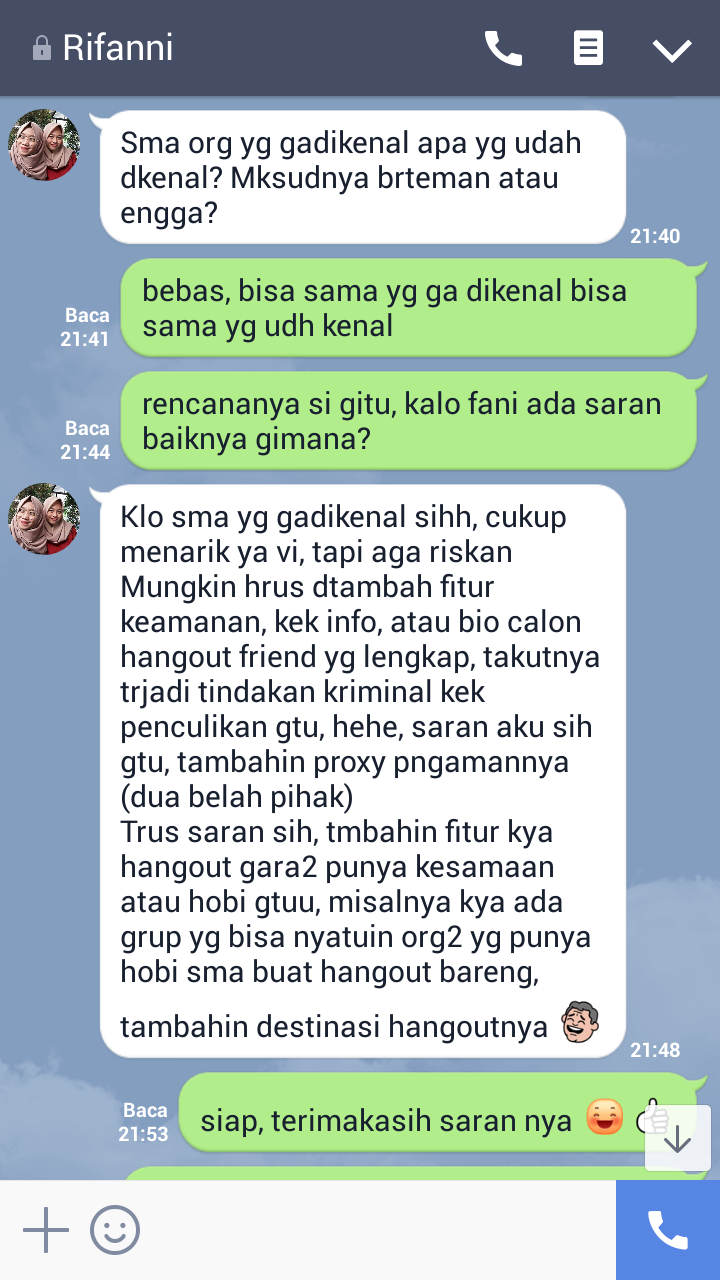 Rifanni
Sma org yg gadikenal apa yg udah
dkenal? Mksudnya brteman atau
engga?
21:40
bebas, bisa sama yg ga dikenal bisa
sama yg udh kenal
Baca
21:41
rencananya si gitu, kalo fani ada saran
baiknya gimana?
Baca
21:44
Klo sma yg gadikenal sihh, cukup
menarik ya vi, tapi aga riskan
Mungkin hrus dtambah fitur
keamanan, kek info, atau bio calon
hangout friend yg lengkap, takutnya
trjadi tindakan kriminal kek
penculikan gtu, hehe, saran aku sih
gtu, tambahin proxy pngamannya
(dua belah pihak)
Trus saran sih, tmbahin fitur kya
hangout gara2 punya kesamaan
atau hobi gtuu, misalnya kya ada
grup yg bisa nyatuin org2 yg punya
hobi sma buat hangout bareng,
tambahin destinasi hangoutnya
21:48
siap, terimakasih saran nya
Baca
21:53